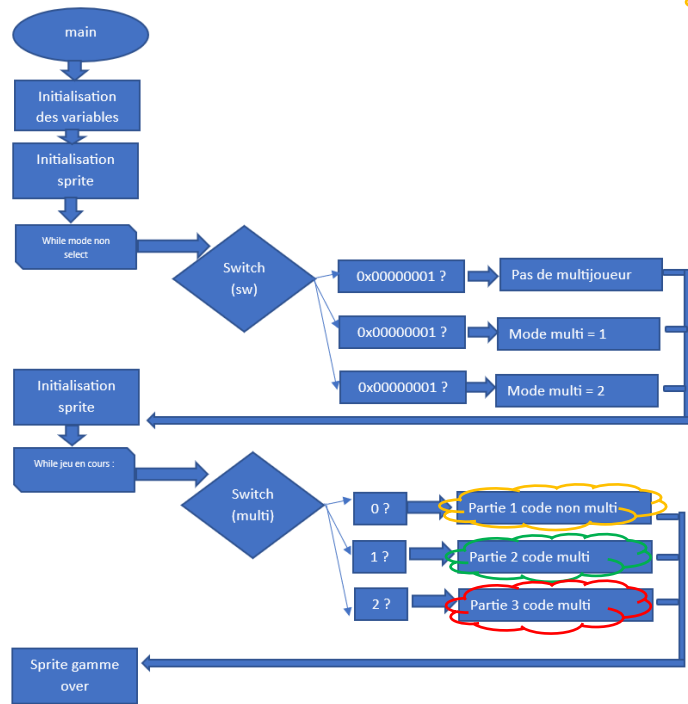 main
Initialisation
des variables
Initialisation
sprite
While mode non
select
Switch
(sw)
0x00000001 ?
Pas de multijoueur
0x00000001 ?
Mode multi = 1
0x00000001 ?
Mode multi = 2
Initialisation
sprite
While jeu en cours :
Switch
(multi)
0 ?
Partie 1 code non multi
1 ?
Partie 2 code multi
2 ?
Partie 3 code multi
Sprite gamme
over